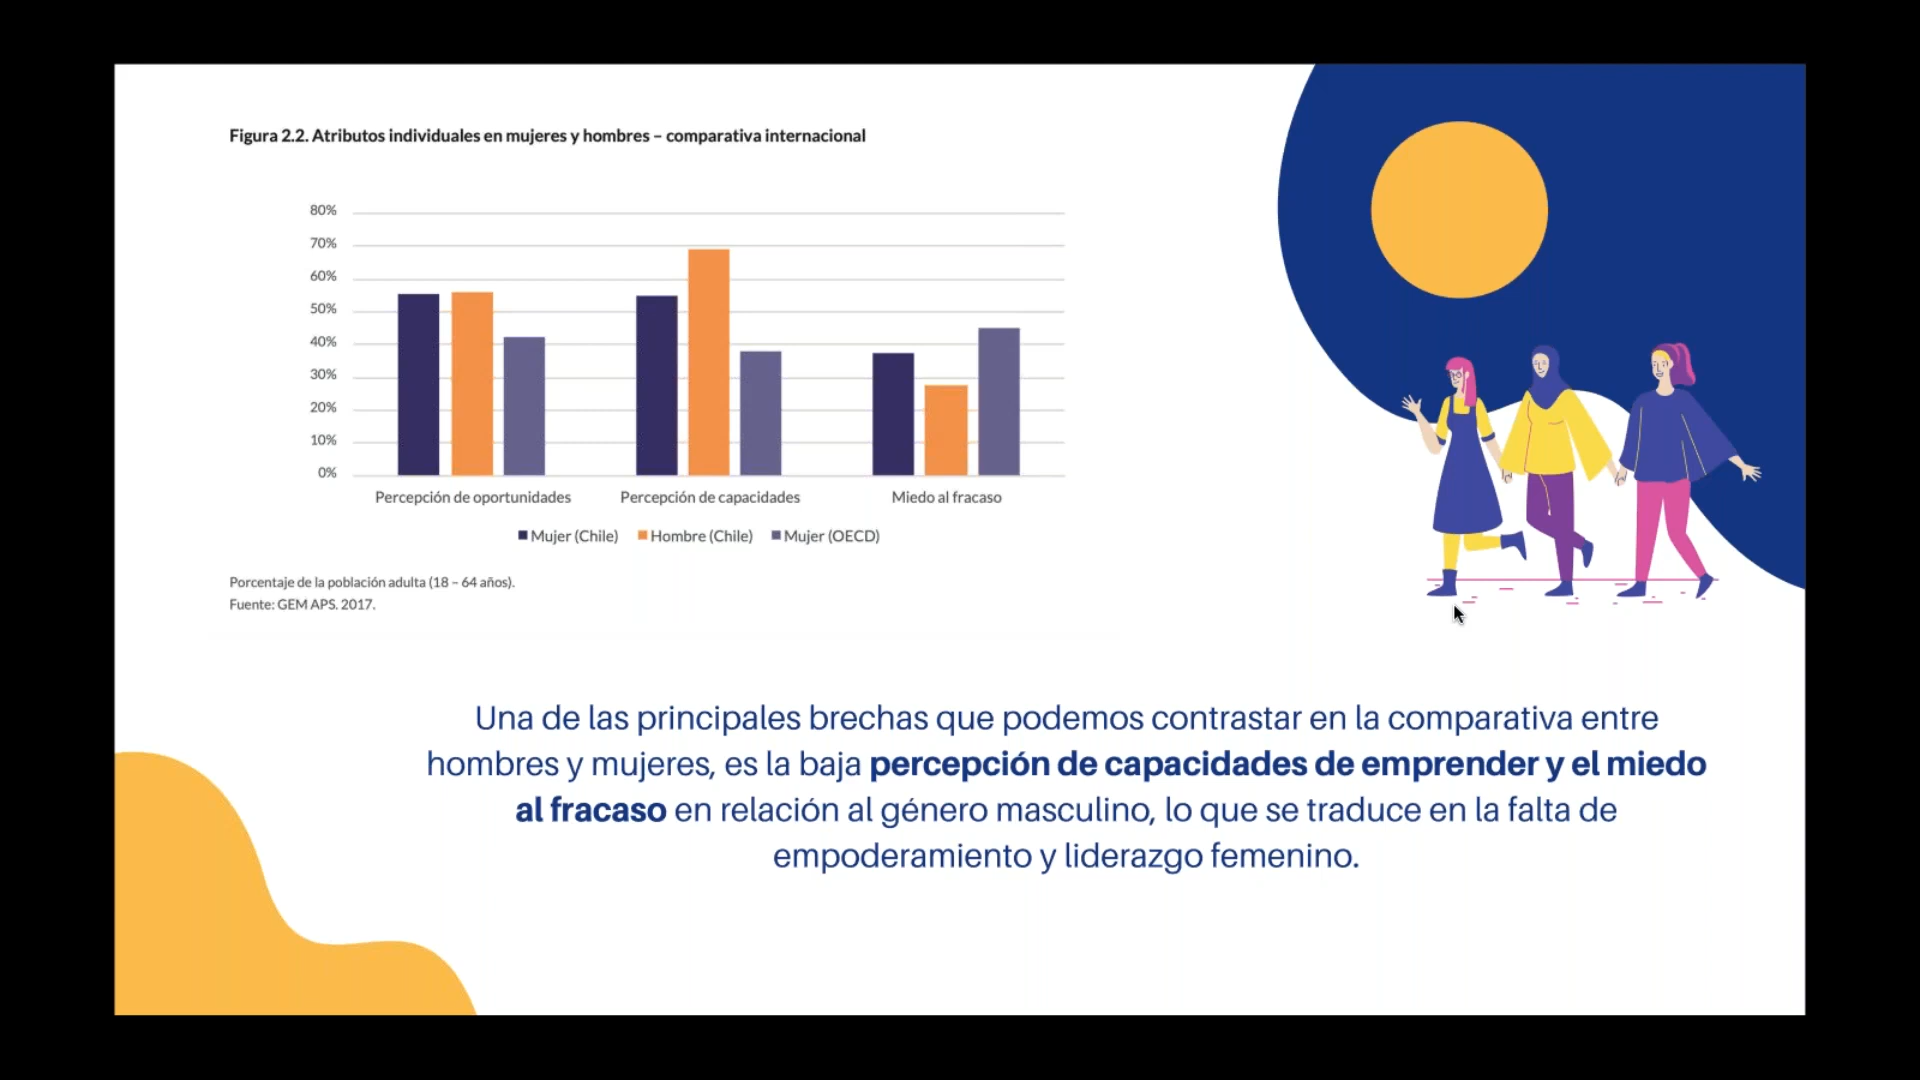 Figura 2.2. Atributos individuales en mujeres y hombres – comparativa internacional
80%
70%
60%
50%
40%
30%
20%
10%
0%
Percepción de oportunidades
Percepción de capacidades
Miedo al fracaso
Mujer (Chile)
Hombre (Chile)
Mujer (OECD)
Porcentaje de la población adulta (18 – 64 años).
Fuente: GEM APS. 2017.
Una de las principales brechas que podemos contrastar en la comparativa entre
hombres y mujeres, es la baja percepción de capacidades de emprender y el miedo
al fracaso en relación al género masculino, lo que se traduce en la falta de
empoderamiento y liderazgo femenino.